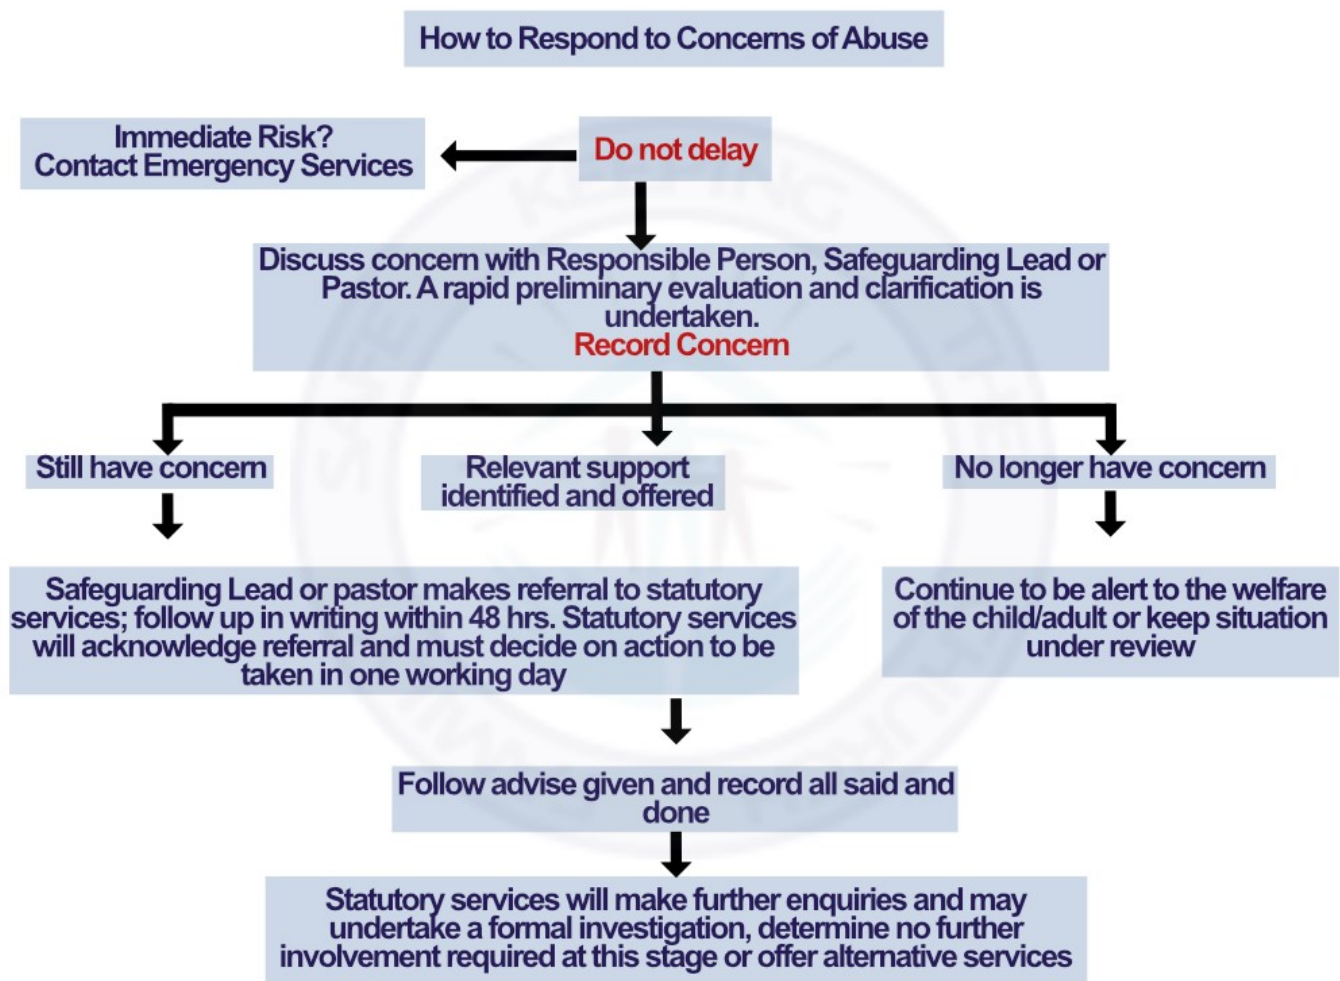 How to Respond to Concerns of Abuse
Immediate Risk?
Contact Emergency Services
Do not delay
Discuss concern with Responsible Person, Safeguarding Lead or
Pastor. A rapid preliminary evaluation and clarification is
undertaken.
Record Concern
Still have concern
Relevant support
identified and offered
No longer have concern
Safeguarding Lead or pastor makes referral to statutory
services; follow up in writing within 48 hrs. Statutory services
will acknowledge referral and must decide on action to be
taken in one working day
Continue to be alert to the welfare
of the child/adult or keep situation
under review
Follow advise given and record all said and
done
Statutory services will make further enquiries and may
undertake a formal investigation, determine no further
involvement required at this stage or offer alternative services
KEEPING THE
SAFE